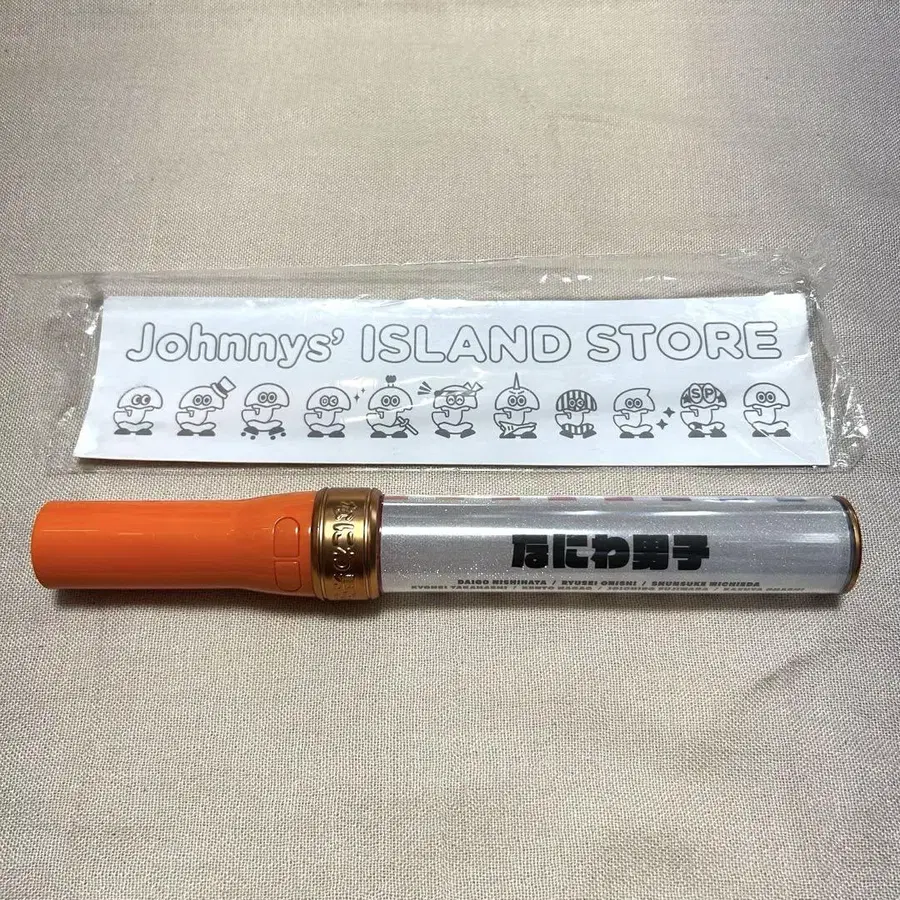 Johnnys' ISLAND STORE
SP
なにわ男子
DAIGO NISHIHATA / RYUSEI OHNISHI / SHUNSUKE MICHIEDA
KYOHEI TAKAHASHI / KENTO NAGAO / JOICHIRO FUJIWARA / KAZUYA OHASHI